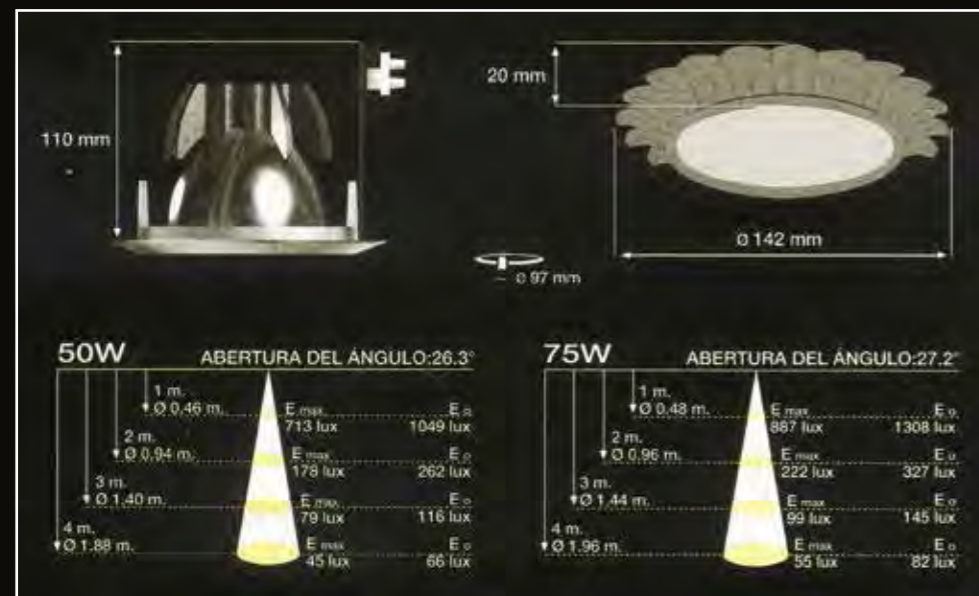 110 mm
20 mm
Ø 142 mm
Ø 97 mm
50W ABERTURA DEL ÁNGULO:26.3°
1 m.
Ø 0,46 m. E max E o
713 lux 1049 lux
2 m.
Ø 0,94 m. E max E o
178 lux 262 lux
3 m.
Ø 1,40 m. E max E o
79 lux 116 lux
4 m.
Ø 1.88 m. E max E o
45 lux 66 lux
75W ABERTURA DEL ÁNGULO:27.2°
1 m.
Ø 0,48 m. E max E o
887 lux 1308 lux
2 m.
Ø 0,96 m. E max E o
222 lux 327 lux
3 m.
Ø 1,44 m. E max E o
99 lux 145 lux
4 m.
Ø 1.96 m. E max E o
55 lux 82 lux